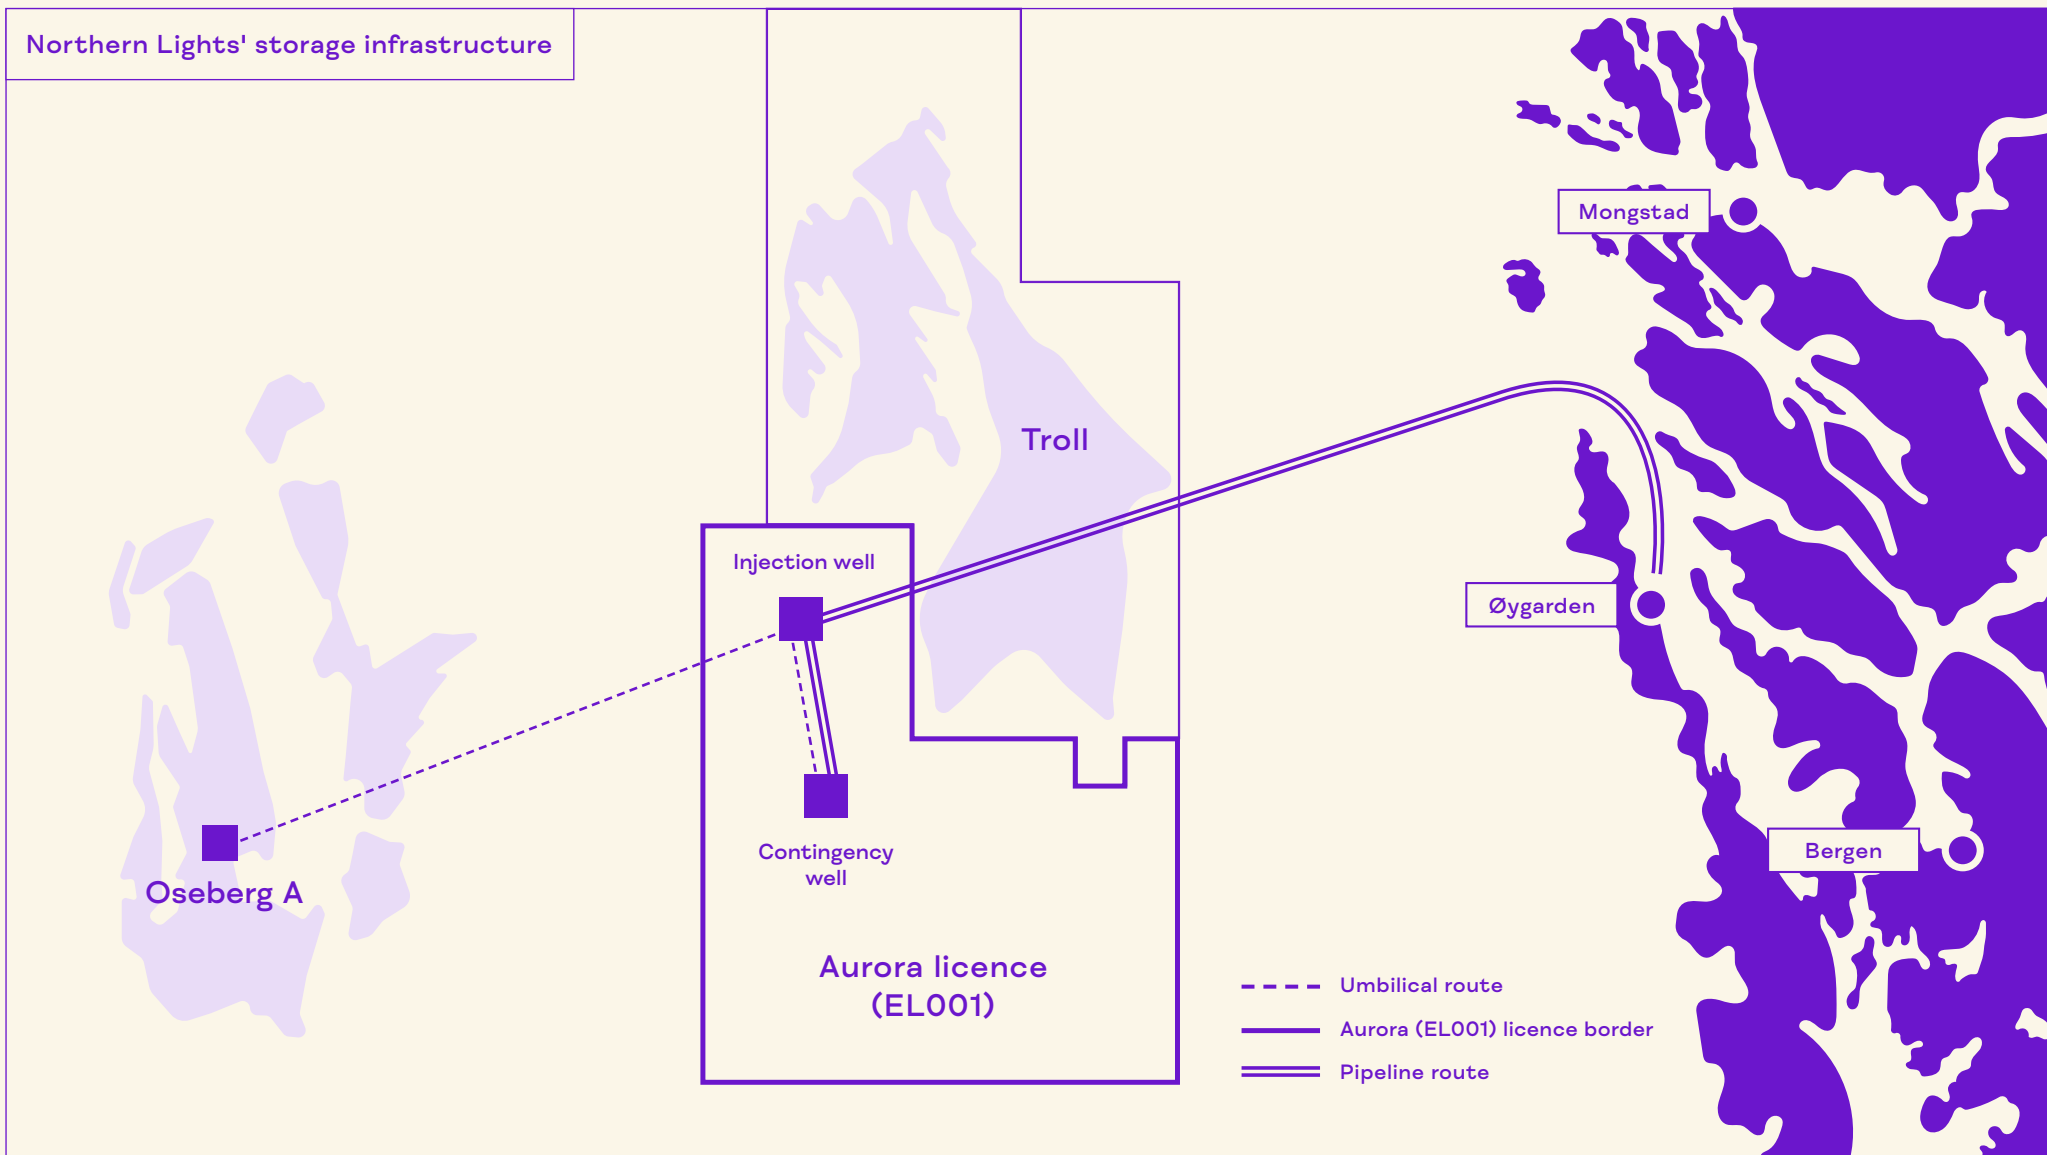 Northern Lights' storage infrastructure
Mongstad
Troll
Injection well
Øygarden
Contingency
well
Bergen
Oseberg A
Aurora licence
(EL001)
Umbilical route
Aurora (EL001) licence border
Pipeline route